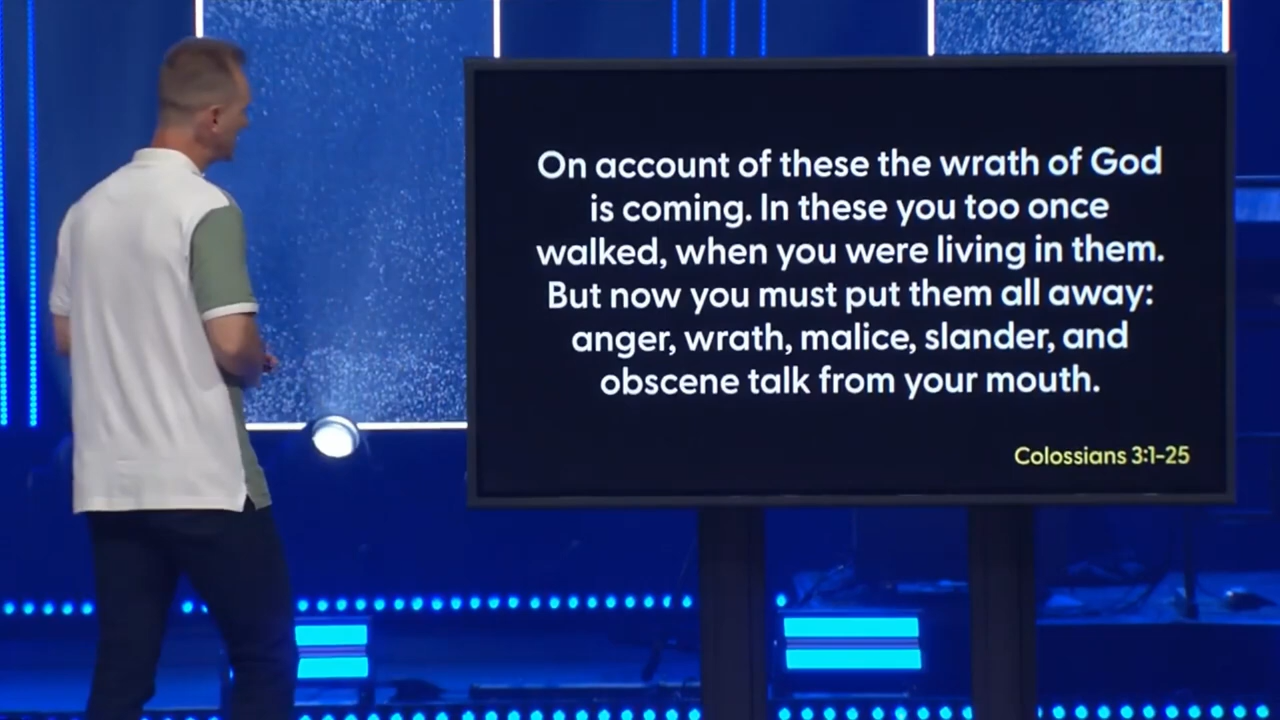 On account of these the wrath of God
is coming. In these you too once
walked, when you were living in them.
But now you must put them all away:
anger, wrath, malice, slander, and
obscene talk from your mouth.
Colossians 3:1-25